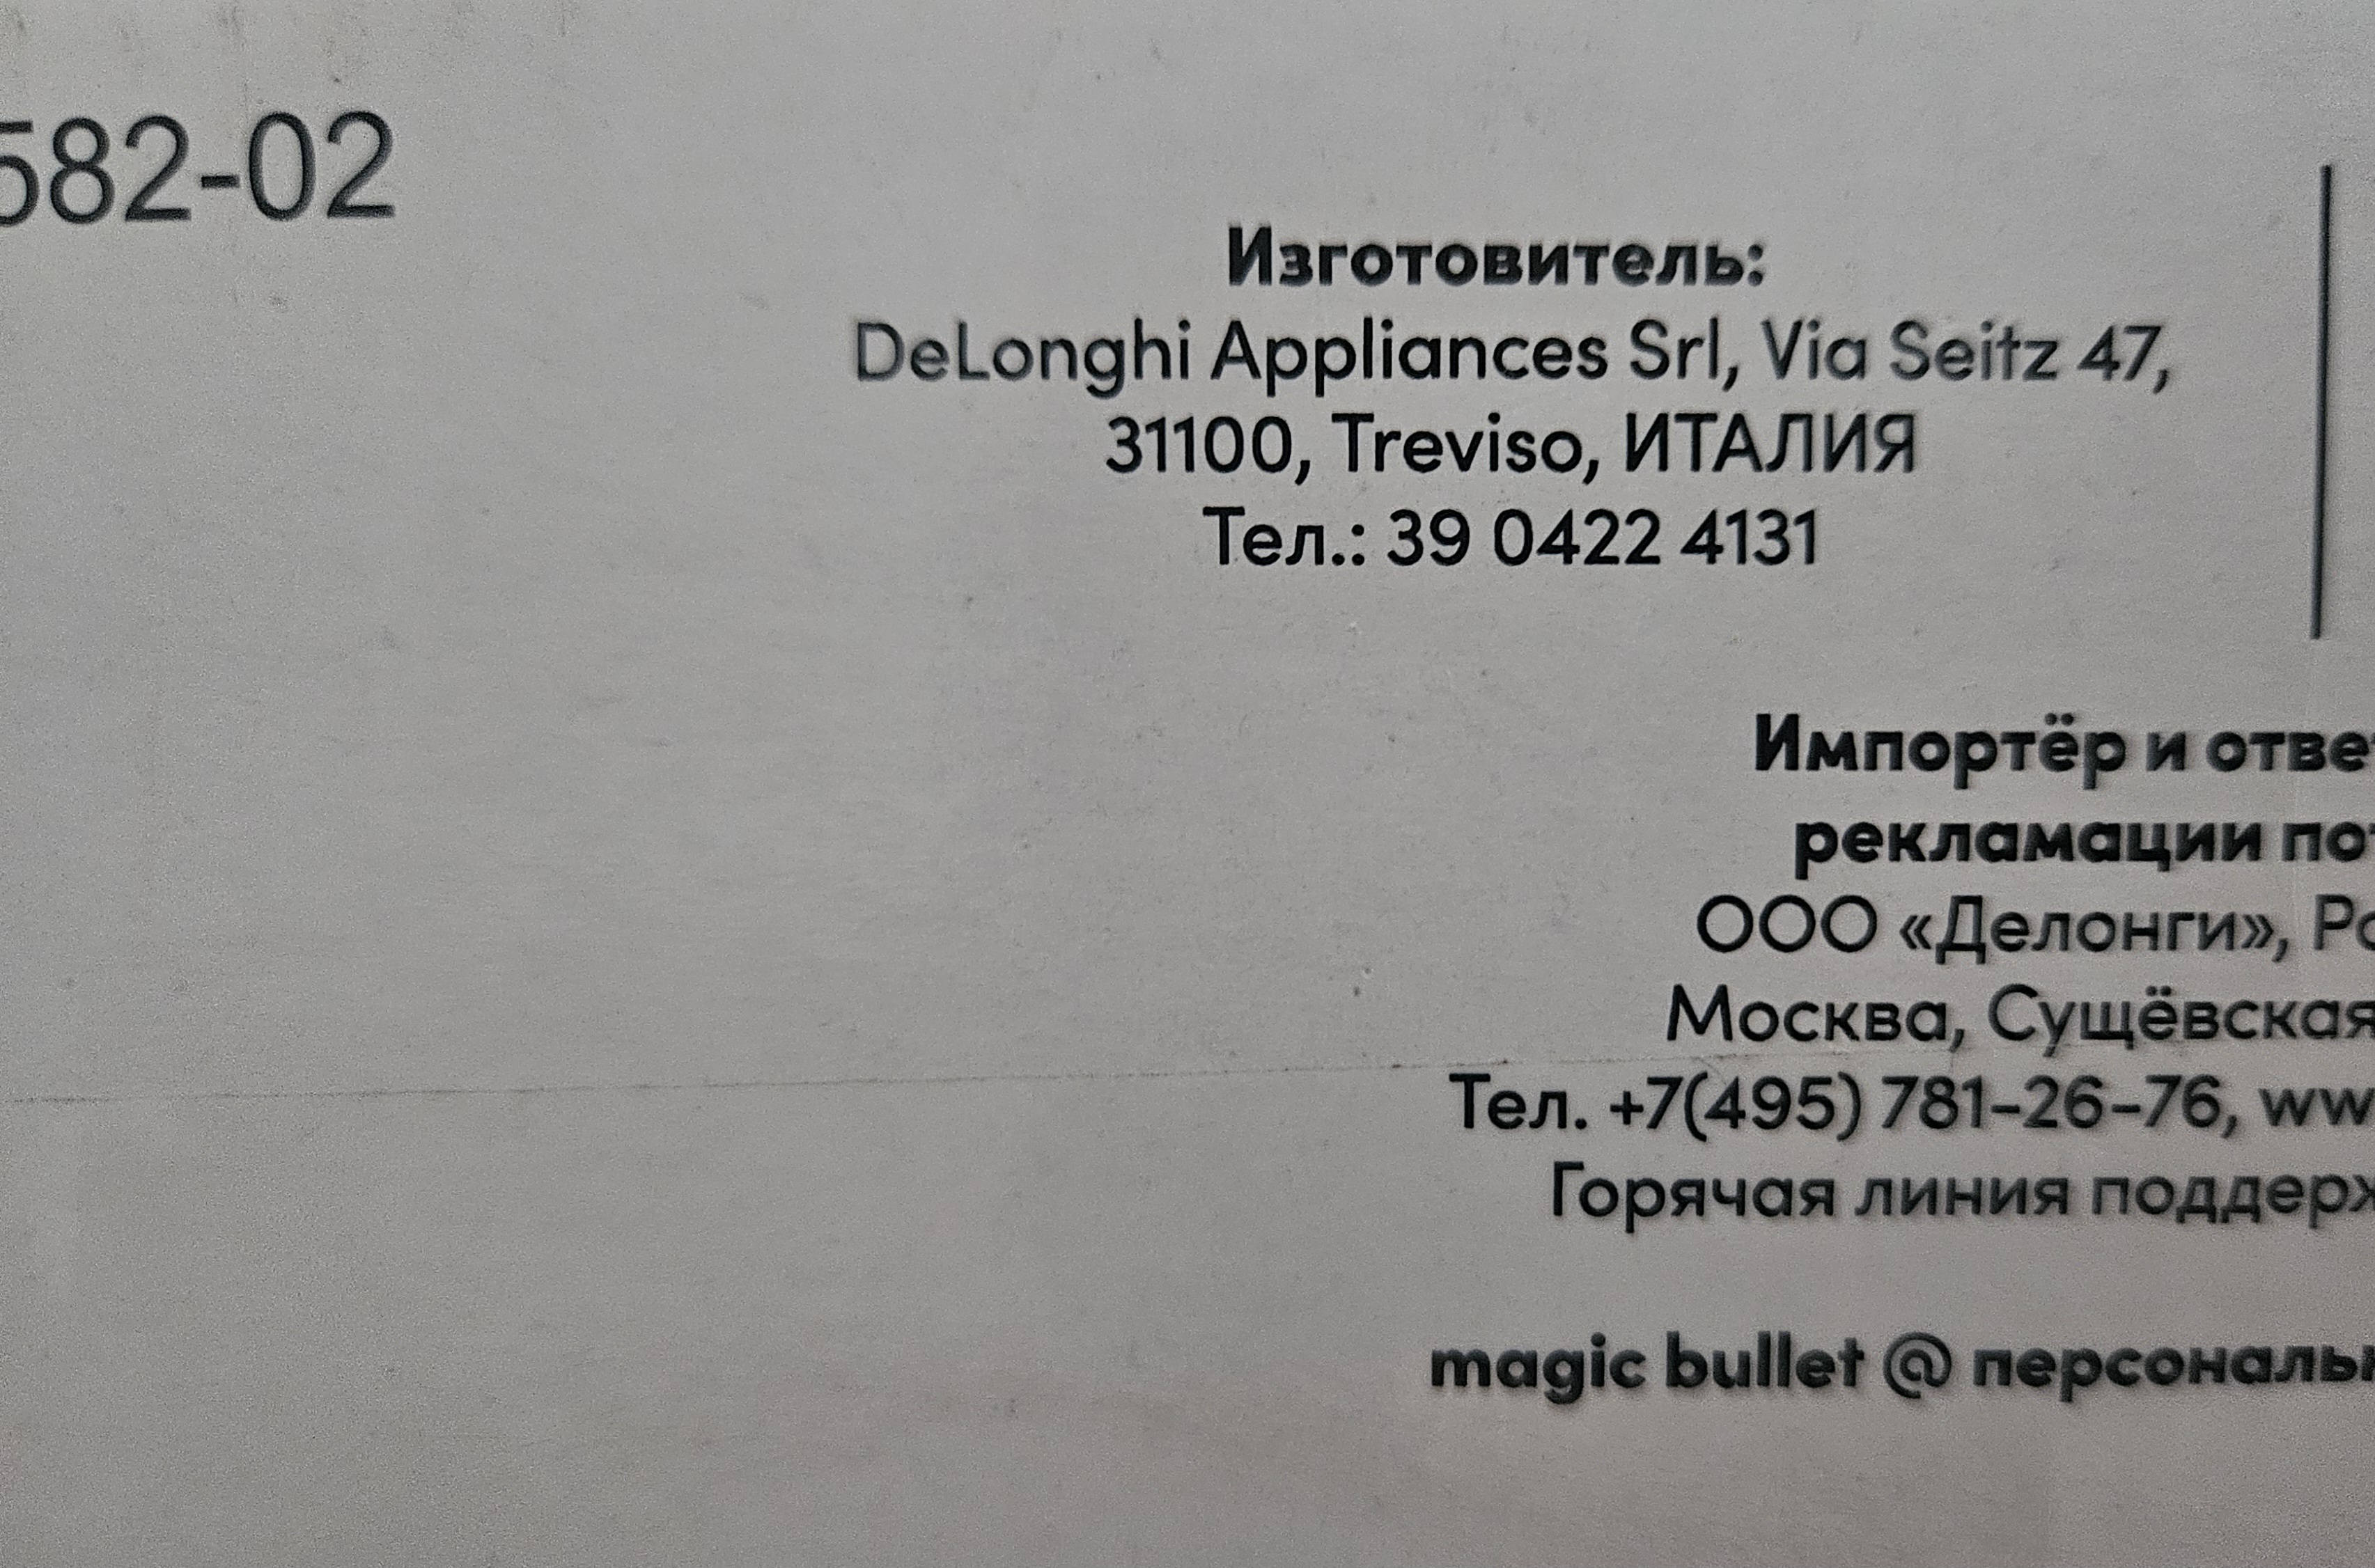 582-02
Изготовитель:
DeLonghi Appliances Srl, Via Seitz 47,
31100, Treviso, ИТАЛИЯ
Тел.: 39 0422 4131
Импортёр и отве
рекламации по
ООО «Делонги», Ро
Москва, Сущёвская
Тел. +7(495) 781-26-76, ww
Горячая линия поддер
magic bullet @ персональ